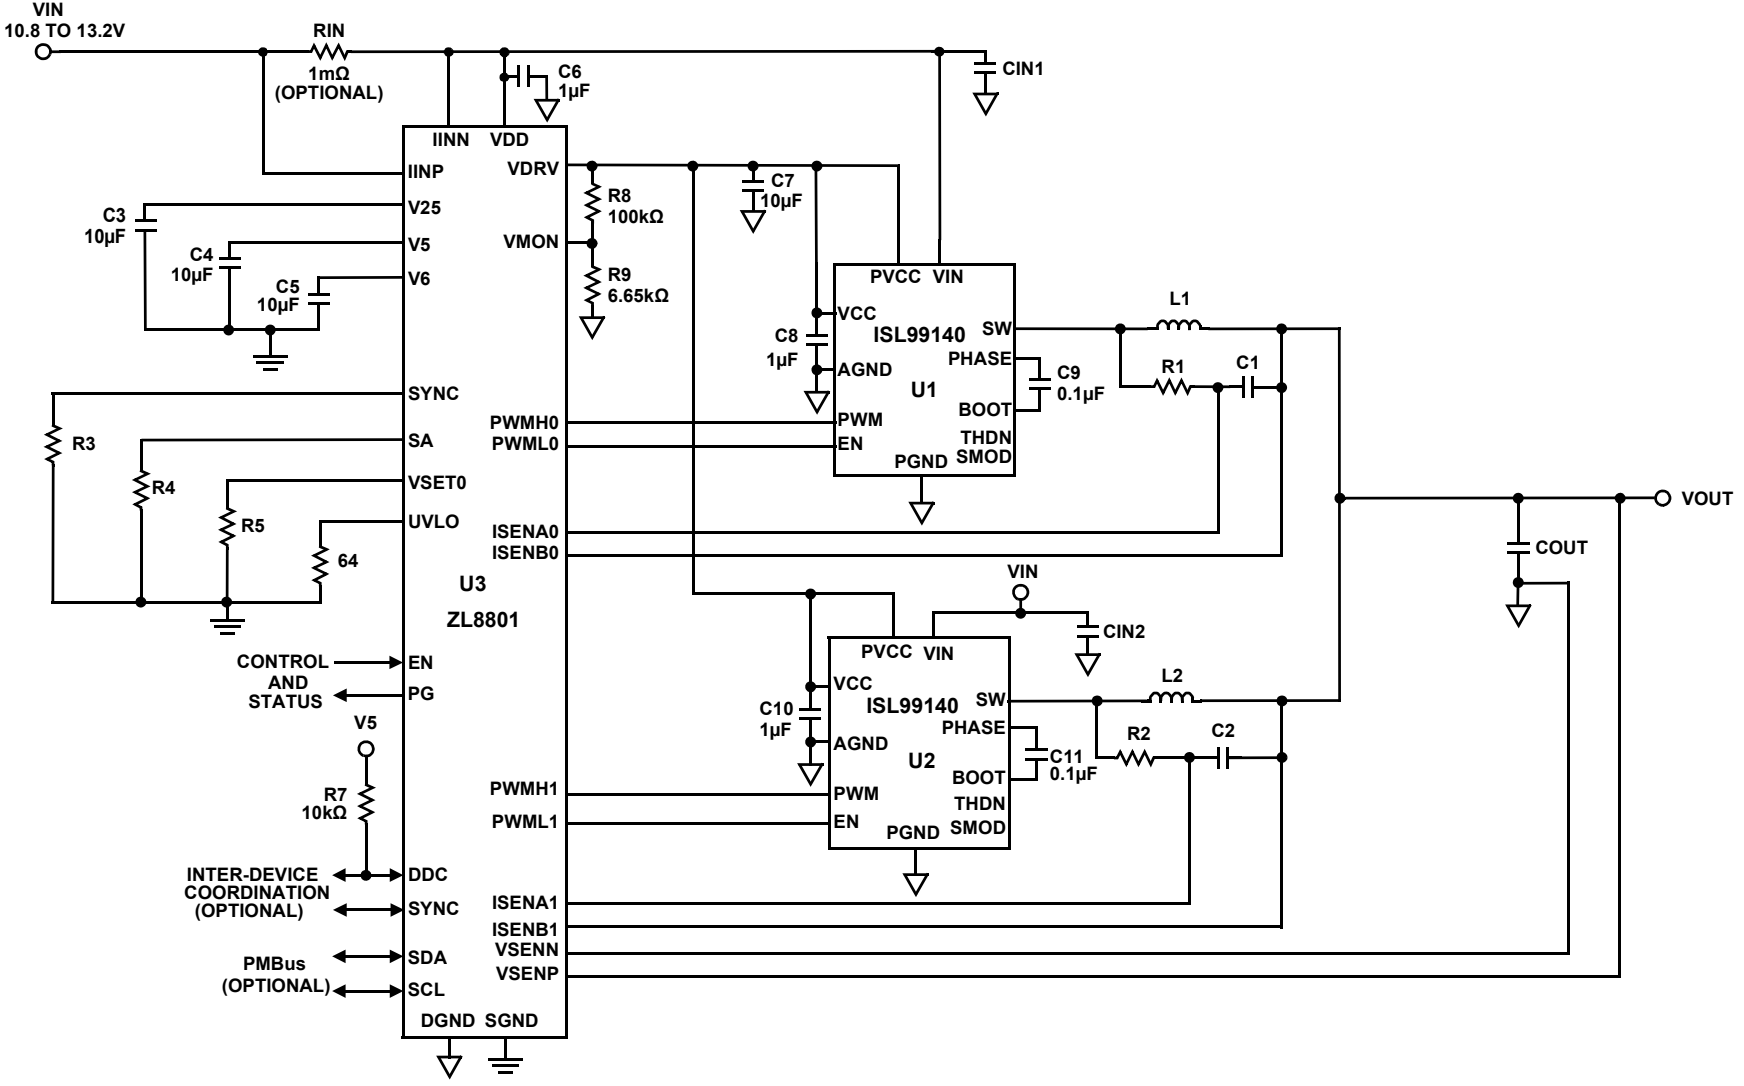 VIN
10.8 TO 13.2V
RIN
1mΩ
(OPTIONAL)
C6
1µF
CIN1
IINN
VDD
IINP
VDRV
V25
C3
10µF
R8
100kΩ
C7
10µF
V5
C4
10µF
VMON
V6
C5
10µF
R9
6.65kΩ
PVCC
VIN
VCC
ISL99140
SW
L1
C8
1µF
PHASE
C9
0.1µF
R1
C1
AGND
U1
BOOT
SYNC
PWMH0
PWM
PWML0
EN
THDN
SMOD
PGND
R3
SA
R4
VSET0
R5
UVLO
64
ISENA0
ISENB0
VOUT
COUT
U3
ZL8801
VIN
CIN2
PVCC
VIN
VCC
ISL99140
SW
L2
C10
1µF
PHASE
C11
0.1µF
R2
C2
AGND
U2
BOOT
CONTROL
AND
STATUS
EN
PG
V5
R7
10kΩ
PWMH1
PWM
PWML1
EN
THDN
SMOD
PGND
INTER-DEVICE
COORDINATION
(OPTIONAL)
DDC
SYNC
ISENA1
ISENB1
VSENN
VSENP
PMBus
(OPTIONAL)
SDA
SCL
DGND
SGND